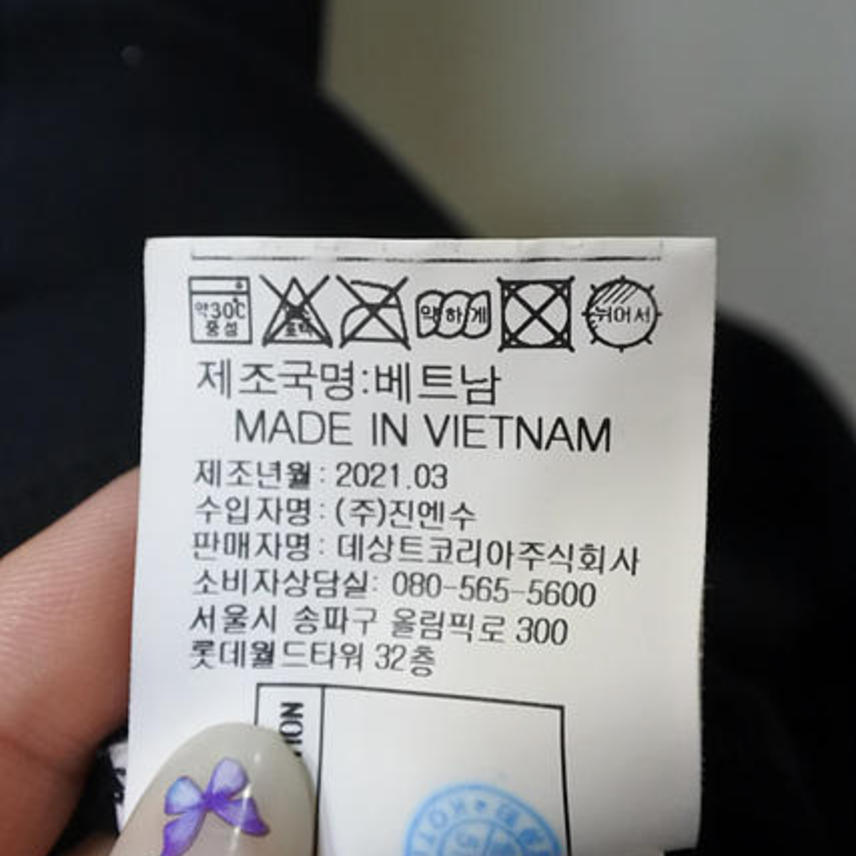 약30℃ 중성 표백 약하게 뉘어서
제조국명:베트남
MADE IN VIETNAM
제조년월: 2021.03
수입자명: (주)진엔수
판매자명: 데상트코리아주식회사
소비자상담실: 080-565-5600
서울시 송파구 올림픽로 300
롯데월드타워 32층